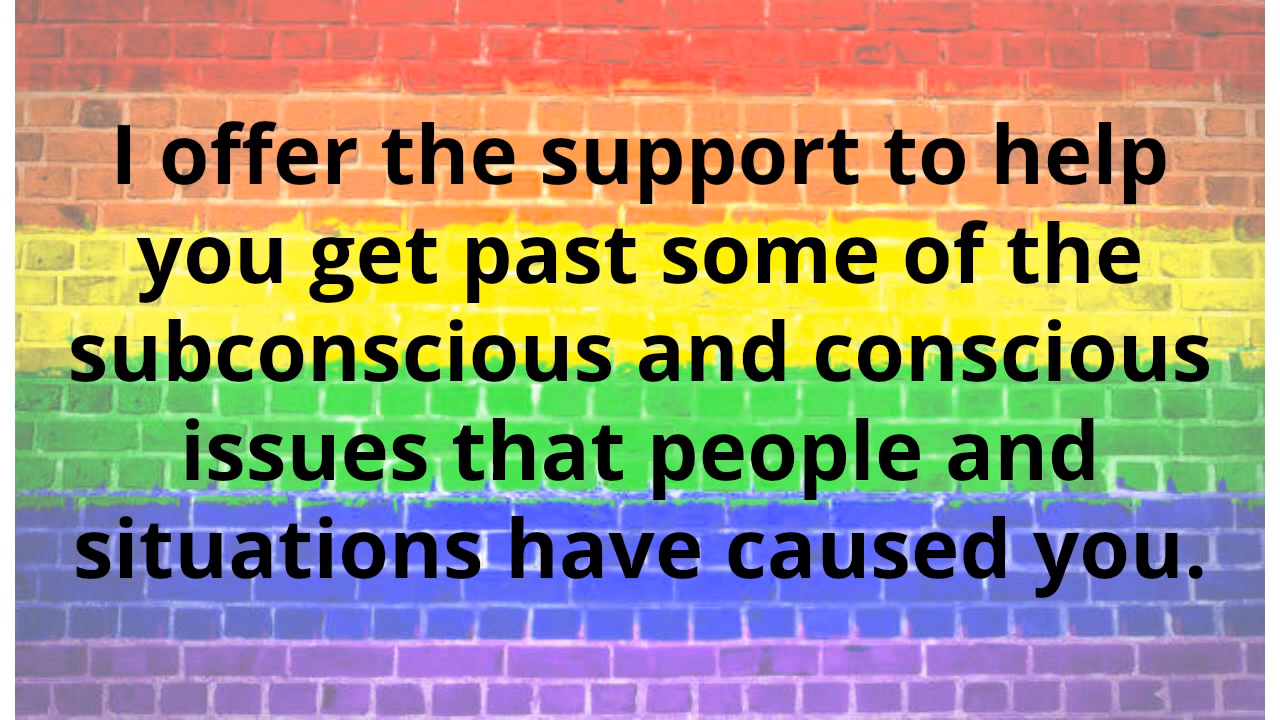 I offer the support to help
you get past some of the
subconscious and conscious
issues that people and
situations have caused you.